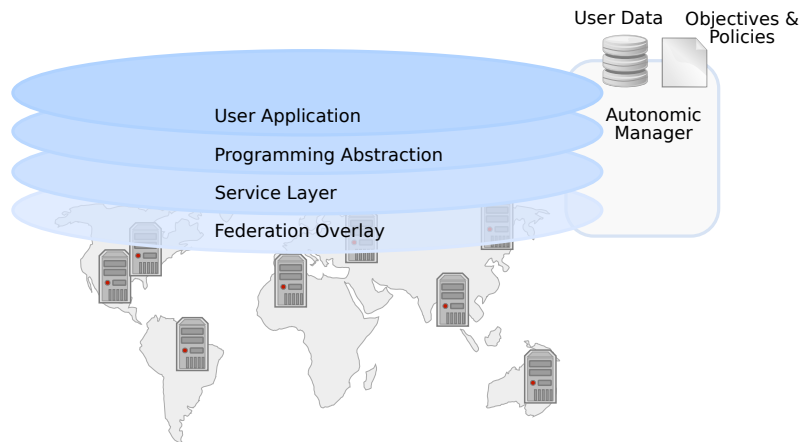 User Data
Objectives &
Policies
Autonomic
Manager
User Application
Programming Abstraction
Service Layer
Federation Overlay